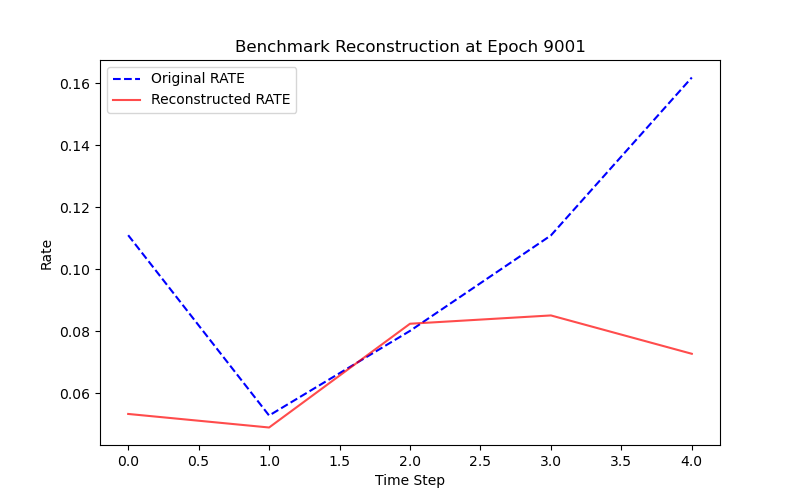 Benchmark Reconstruction at Epoch 9001
Original RATE
Reconstructed RATE
0.16
0.14
0.12
0.10
0.08
0.06
Rate
0.0 0.5 1.0 1.5 2.0 2.5 3.0 3.5 4.0
Time Step